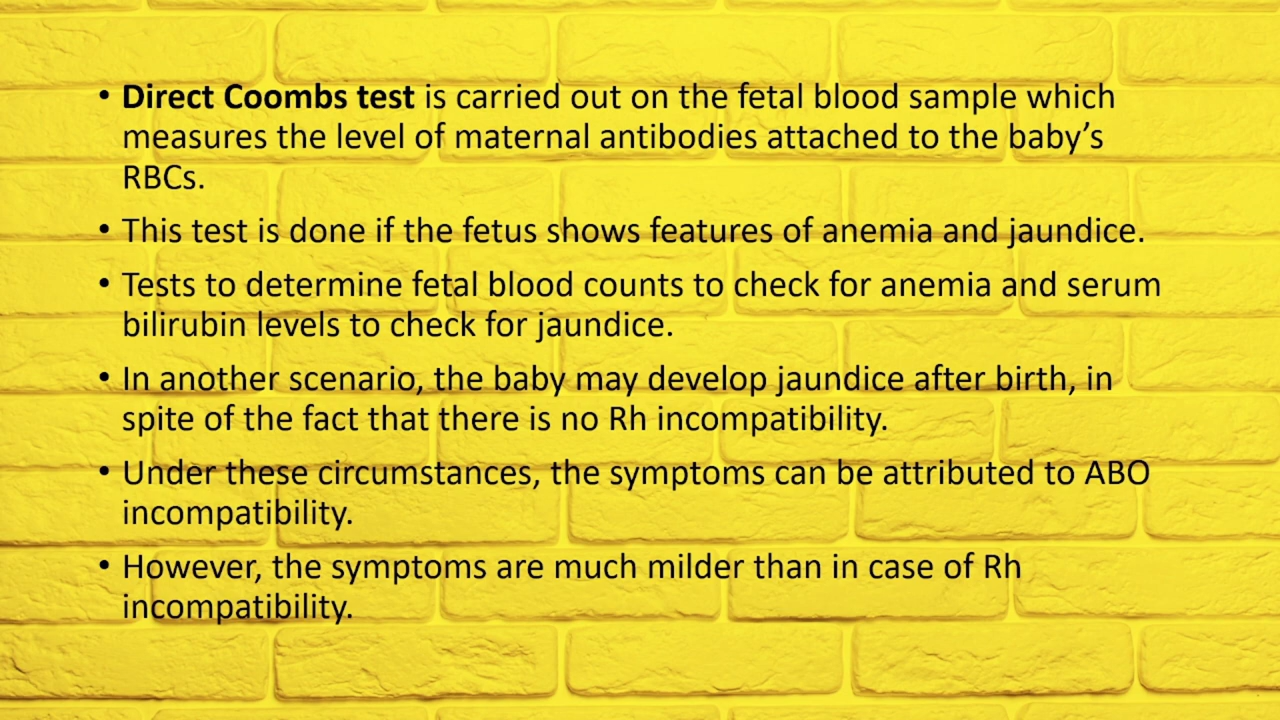 • Direct Coombs test is carried out on the fetal blood sample which
measures the level of maternal antibodies attached to the baby’s
RBCs.
• This test is done if the fetus shows features of anemia and jaundice.
• Tests to determine fetal blood counts to check for anemia and serum
bilirubin levels to check for jaundice.
• In another scenario, the baby may develop jaundice after birth, in
spite of the fact that there is no Rh incompatibility.
• Under these circumstances, the symptoms can be attributed to ABO
incompatibility.
• However, the symptoms are much milder than in case of Rh
incompatibility.